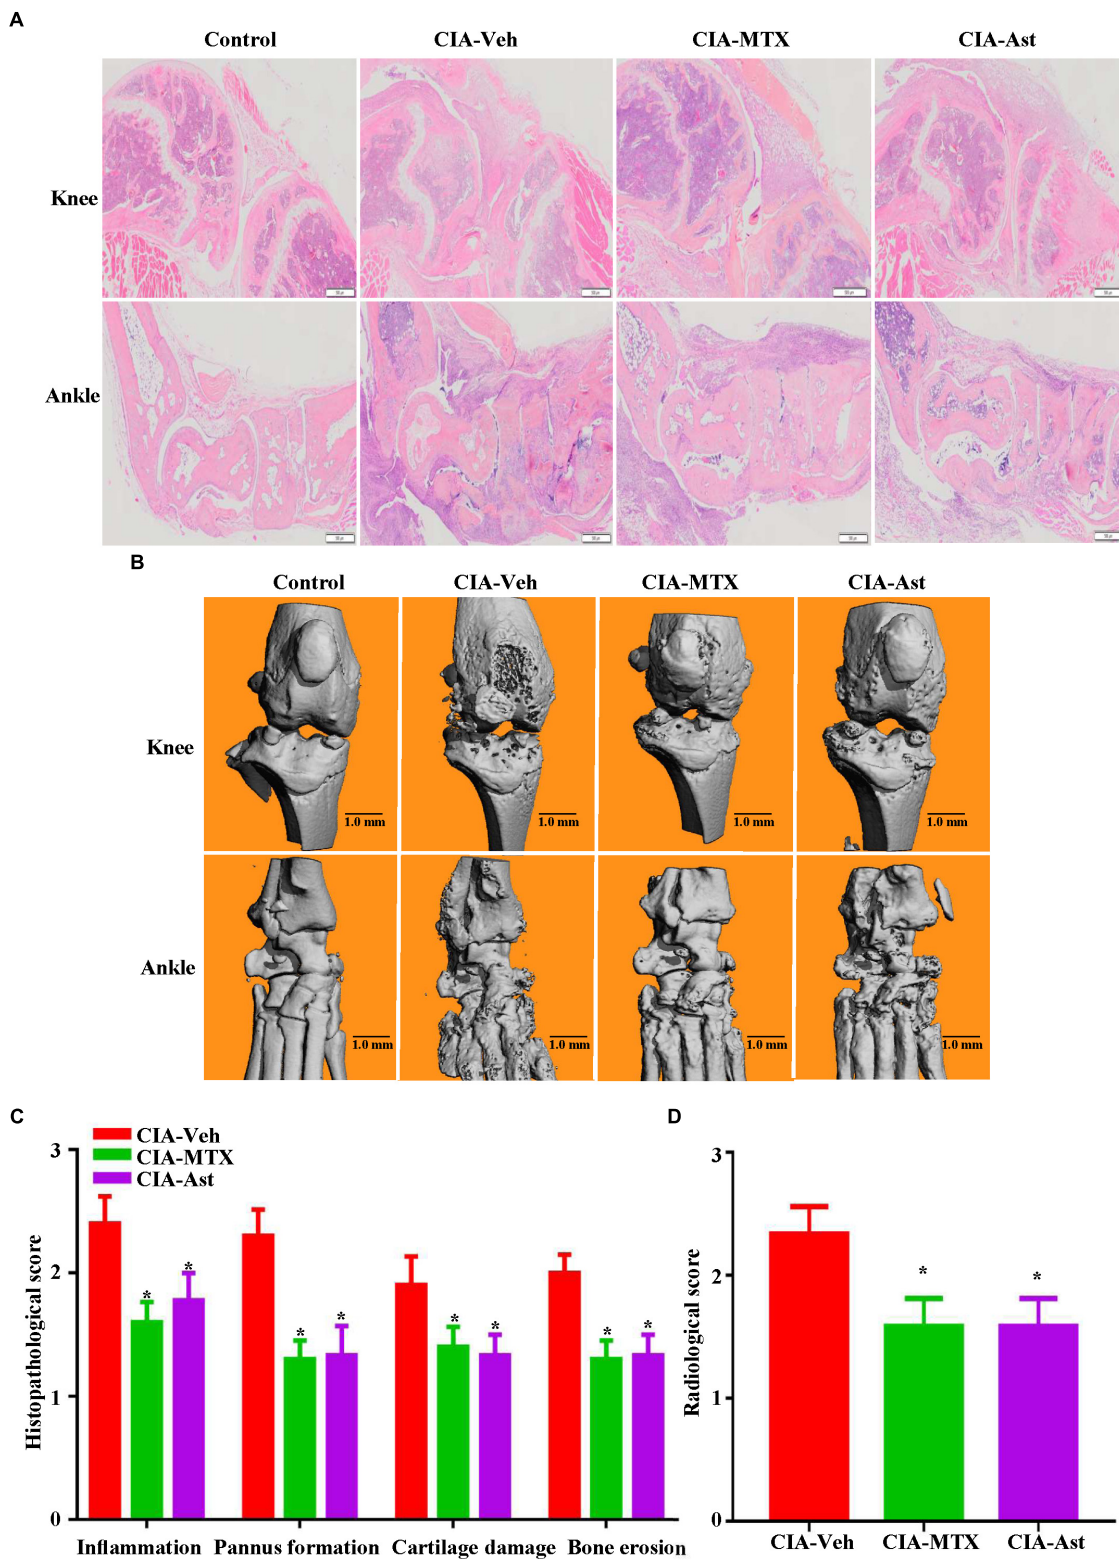 A
Control CIA-Veh CIA-MTX CIA-Ast
Knee
Ankle
B
Control CIA-Veh CIA-MTX CIA-Ast
Knee
1.0 mm 1.0 mm 1.0 mm 1.0 mm
Ankle
1.0 mm 1.0 mm 1.0 mm 1.0 mm
C
CIA-Veh
CIA-MTX
CIA-Ast
Histopathological score
3
2
1
0
* * * * * * * *
Inflammation Pannus formation Cartilage damage Bone erosion
D
Radiological score
3
2
1
0
* *
CIA-Veh CIA-MTX CIA-Ast